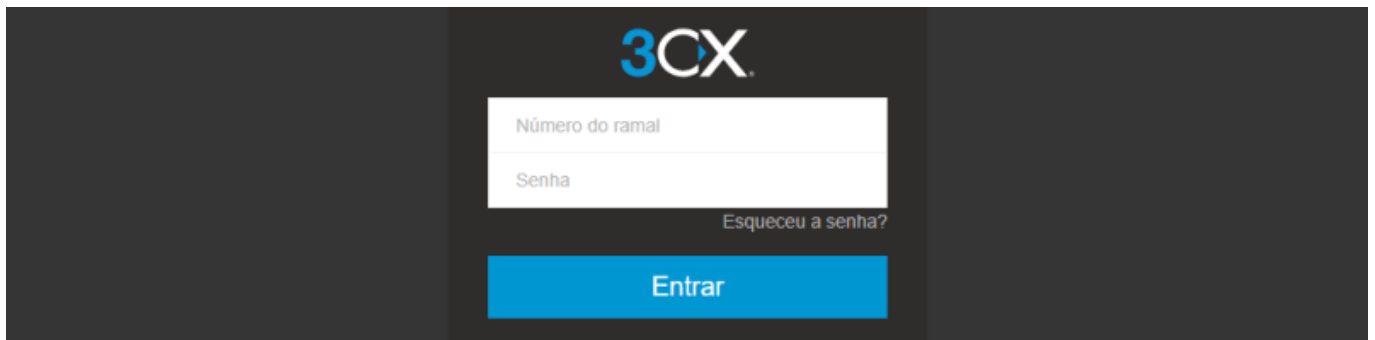 3CX.
Número do ramal
Senha
Esqueceu a senha?
Entrar